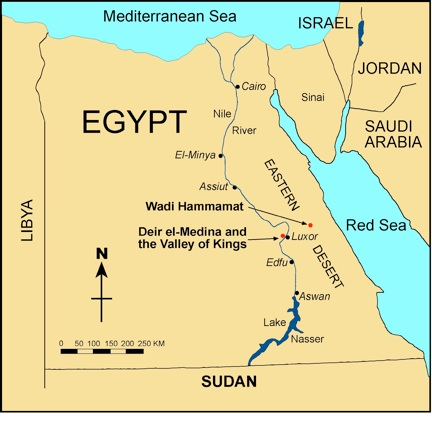 Mediterranean Sea
ISRAEL
JORDAN
Cairo
Sinai
EGYPT
Nile
River
SAUDI
ARABIA
El-Minya
EASTERN
Assiut
LIBYA
Wadi Hammamat
Red Sea
Deir el-Medina and
the Valley of Kings
Luxor
DESERT
N
Edfu
Aswan
Lake
Nasser
0 50 100 150 200 250 KM
SUDAN